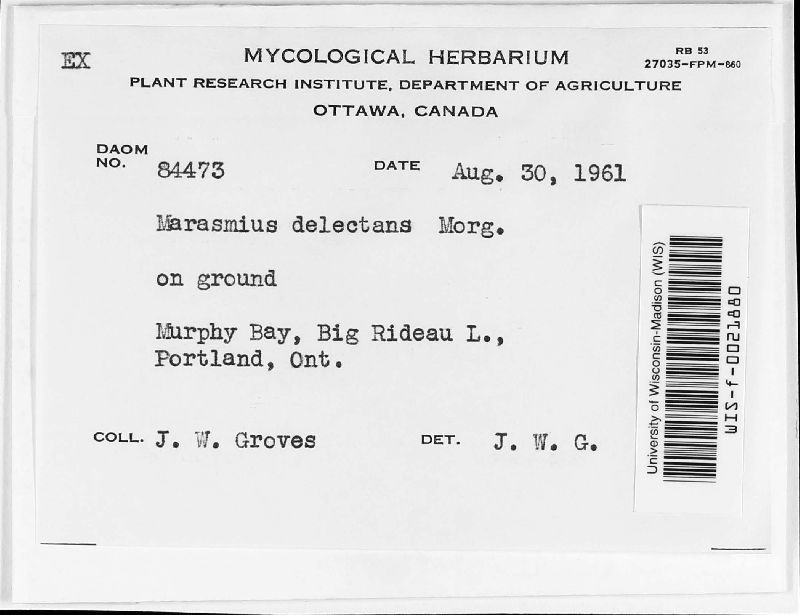 EX
MYCOLOGICAL HERBARIUM
RB 53
27035-FPM-860
PLANT RESEARCH INSTITUTE, DEPARTMENT OF AGRICULTURE
OTTAWA, CANADA
DAOM
NO. 84473 DATE Aug. 30, 1961
Marasmius delectans Morg.
on ground
Murphy Bay, Big Rideau L.,
Portland, Ont.
COLL. J. W. Groves DET. J. W. G.
University of Wisconsin-Madison (WIS)
WIS-f-0021880